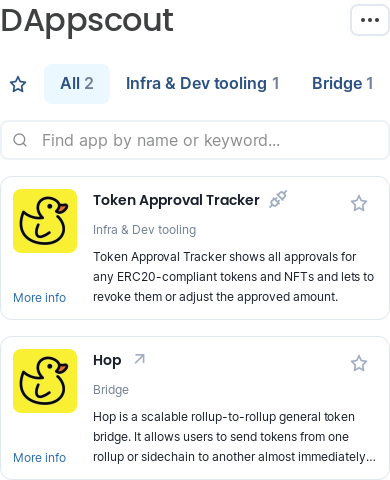 DAppscout
All 2
Infra & Dev tooling 1
Bridge 1
Find app by name or keyword...
Token Approval Tracker
Infra & Dev tooling
Token Approval Tracker shows all approvals for
any ERC20-compliant tokens and NFTs and lets to
revoke them or adjust the approved amount.
More info
Hop
Bridge
Hop is a scalable rollup-to-rollup general token
bridge. It allows users to send tokens from one
rollup or sidechain to another almost immediately...
More info